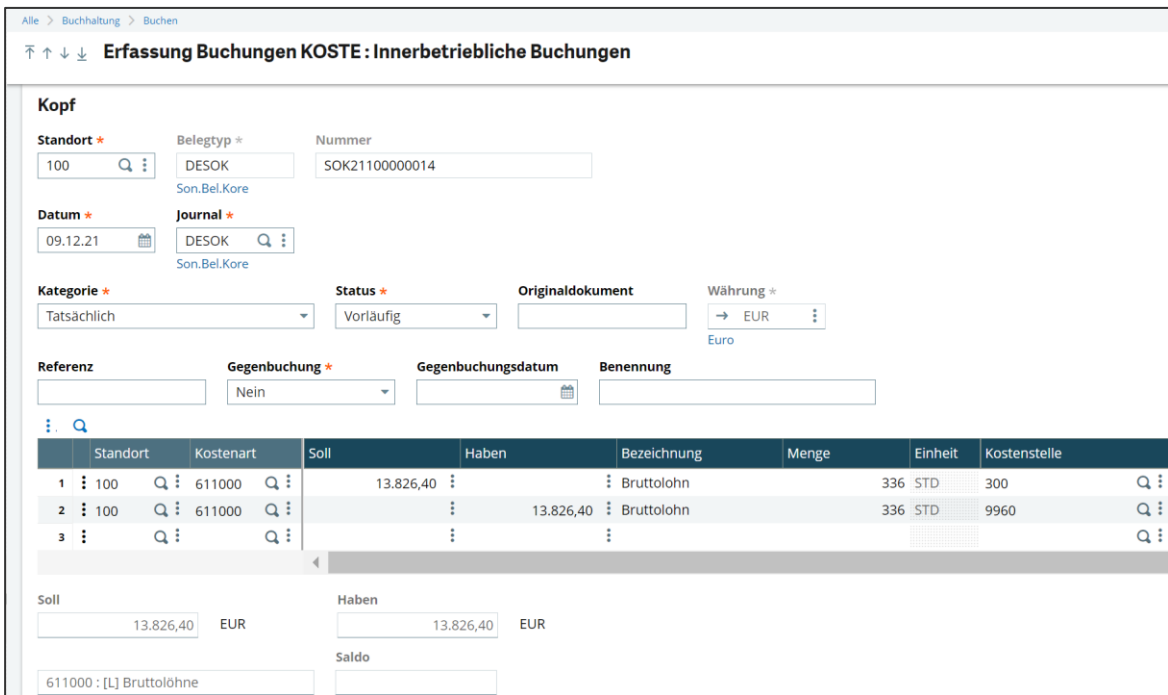 Alle > Buchhaltung > Buchen
Erfassung Buchungen KOSTE : Innerbetriebliche Buchungen
Kopf
Standort * Belegtyp * Nummer
100 DESOK SOK21100000014
Son.Bel.Kore
Datum * Journal *
09.12.21 DESOK
Son.Bel.Kore
Kategorie * Status * Originaldokument Währung *
Tatsächlich Vorläufig EUR
Euro
Referenz Gegenbuchung * Gegenbuchungsdatum Benennung
Nein
Standort Kostenart Soll Haben Bezeichnung Menge Einheit Kostenstelle
1 100 611000 13.826,40 Bruttolohn 336 STD 300
2 100 611000 13.826,40 Bruttolohn 336 STD 9960
3
Soll Haben
13.826,40 EUR 13.826,40 EUR
Saldo
611000 : [L] Bruttolöhne